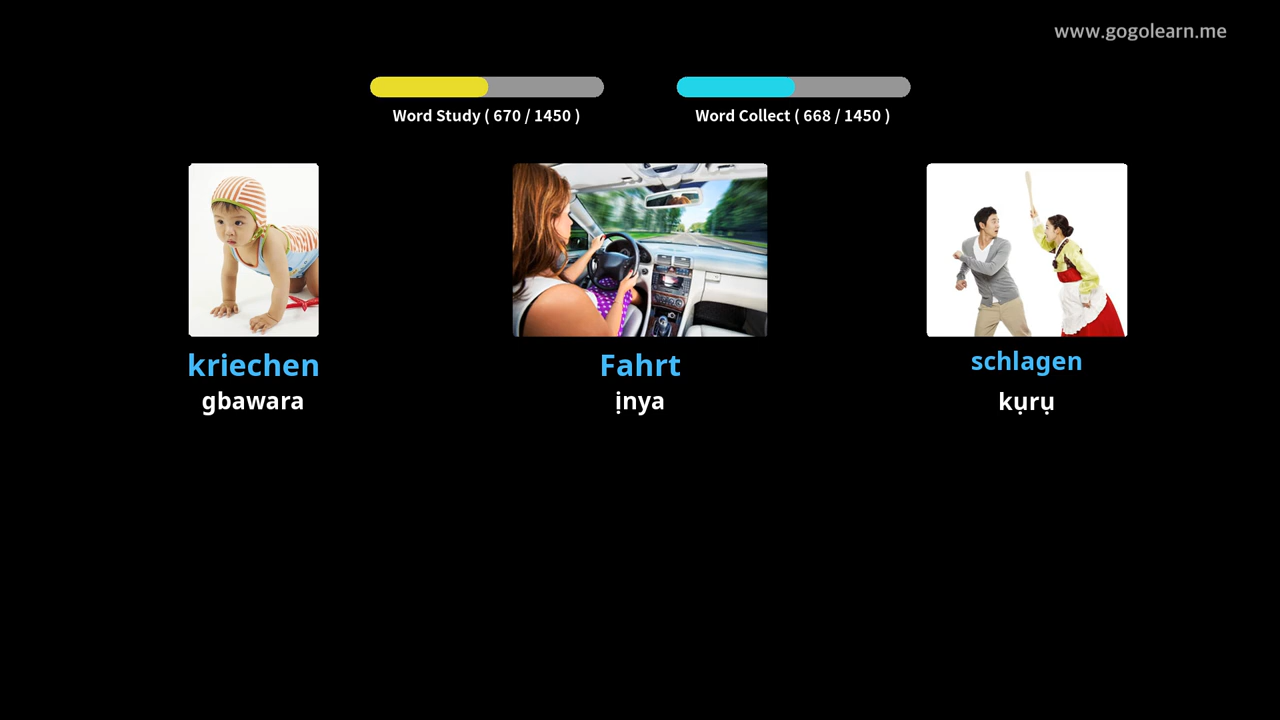 www.gogolearn.me
Word Study ( 670 / 1450 )
Word Collect ( 668 / 1450 )
kriechen
gbawara
Fahrt
ịnya
schlagen
kụrụ